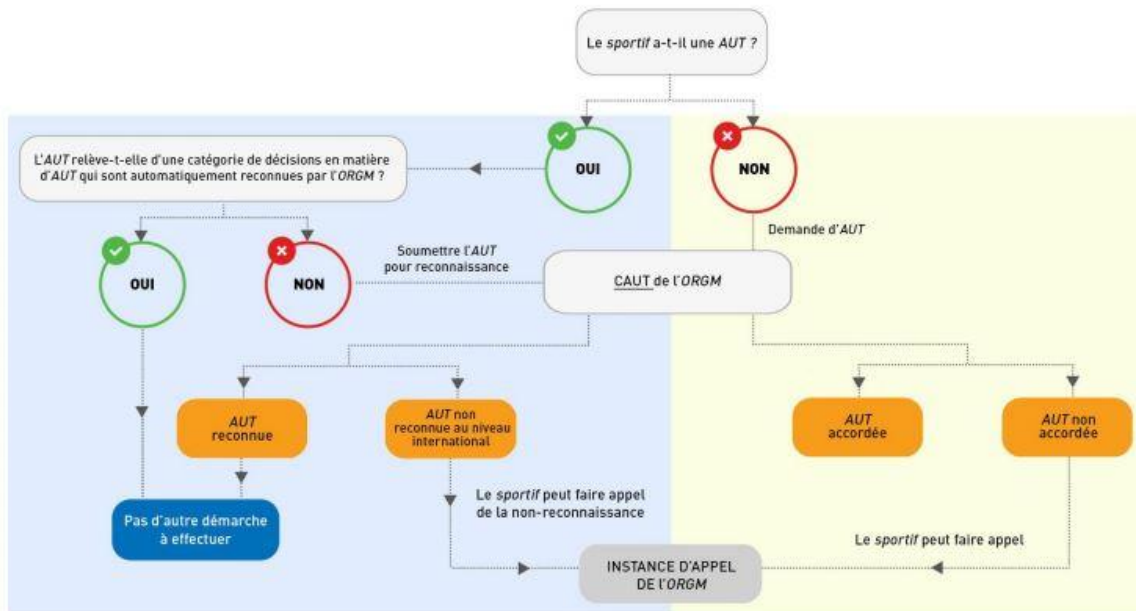 Le sportif a-t-il une AUT ?
L'AUT relève-t-elle d'une catégorie de décisions en matière
d'AUT qui sont automatiquement reconnues par l'ORGM ?
OUI
NON
Demande d'AUT
OUI
NON
Soumettre l'AUT
pour reconnaissance
CAUT de l'ORGM
AUT
reconnue
AUT non
reconnue au niveau
international
AUT
accordée
AUT non
accordée
Pas d'autre démarche
à effectuer
Le sportif peut faire appel
de la non-reconnaissance
Le sportif peut faire appel
INSTANCE D'APPEL
DE L'ORGM